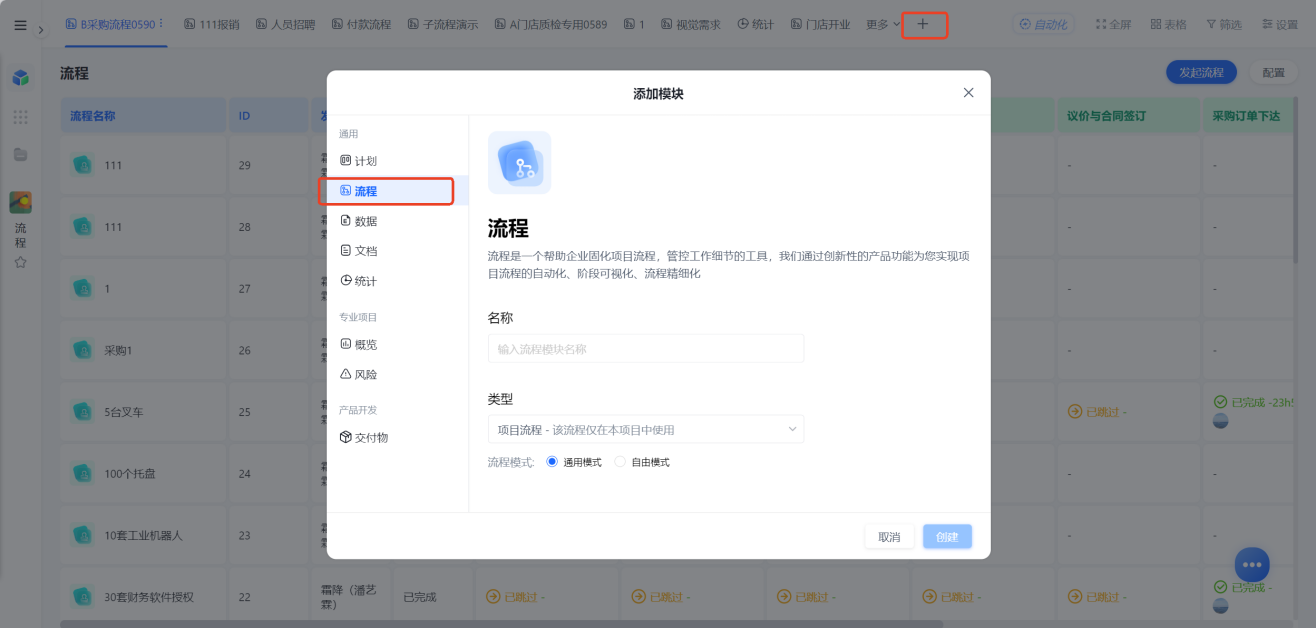 B采购流程0590 111报销 人员招聘 付款流程 子流程演示 A门店质检专用0589 1 视觉需求 统计 门店开业 更多 自动化 全屏 表格 筛选 设置
流程
流程 发起流程 配置
流程名称 ID 议价与合同签订 采购订单下达
111 29 - -
111 28 - -
1 27 - -
采购1 26 - -
5台叉车 25 已跳过 - 已完成 -23h
100个托盘 24 - -
10套工业机器人 23 - -
30套财务软件授权 22 霜降（潘艺霖） 已完成 已跳过 - 已跳过 - 已跳过 - 已跳过 - 已跳过 - 已完成 -
添加模块
通用
计划
流程
数据
文档
统计
专业项目
概览
风险
产品开发
交付物
流程
流程是一个帮助企业固化项目流程，管控工作细节的工具，我们通过创新性的产品功能为您实现项
目流程的自动化、阶段可视化、流程精细化
名称
输入流程模块名称
类型
项目流程 - 该流程仅在本项目中使用
流程模式: 通用模式 自由模式
取消 创建